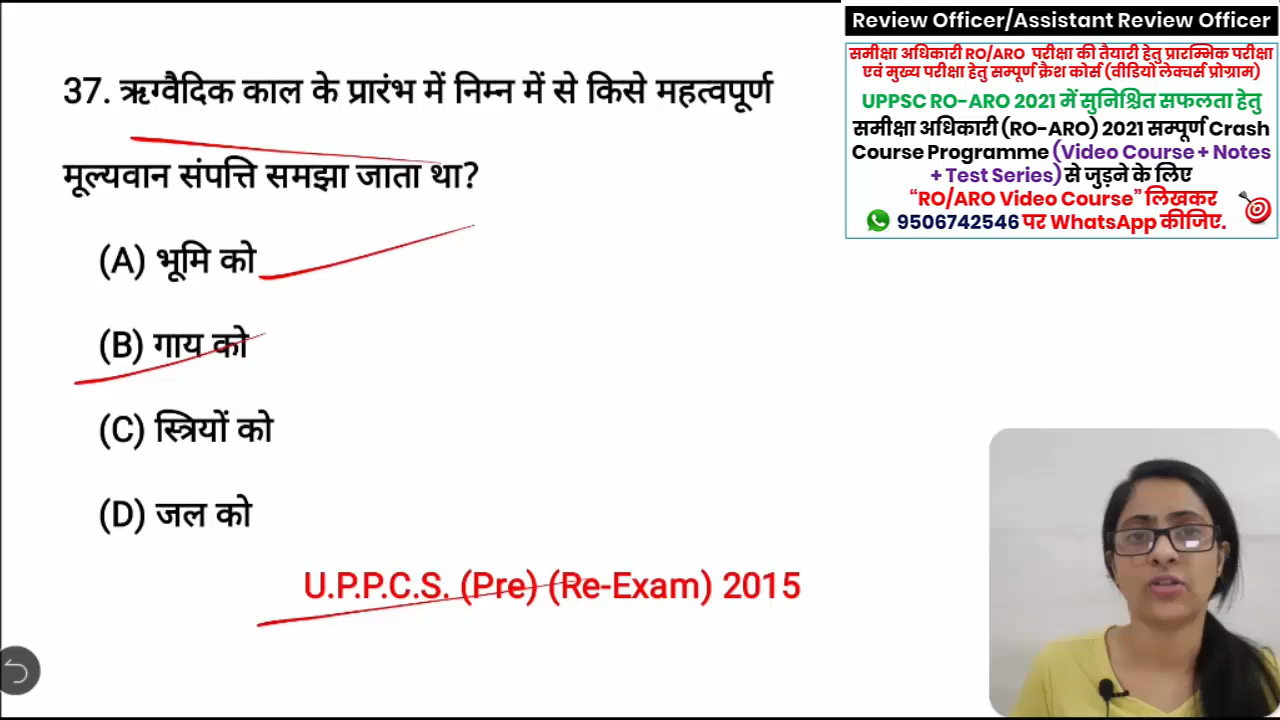 37. ऋग्वैदिक काल के प्रारंभ में निम्न में से किसे महत्वपूर्ण
मूल्यवान संपत्ति समझा जाता था?
(A) भूमि को
(B) गाय को
(C) स्त्रियों को
(D) जल को
U.P.P.C.S. (Pre) (Re-Exam) 2015
Review Officer/Assistant Review Officer
समीक्षा अधिकारी RO/ARO परीक्षा की तैयारी हेतु प्रारम्भिक परीक्षा
एवं मुख्य परीक्षा हेतु सम्पूर्ण क्रैश कोर्स (वीडियो लेक्चर्स प्रोग्राम)
UPPSC RO-ARO 2021 में सुनिश्चित सफलता हेतु
समीक्षा अधिकारी (RO-ARO) 2021 सम्पूर्ण Crash
Course Programme (Video Course + Notes
+ Test Series) से जुड़ने के लिए
“RO/ARO Video Course” लिखकर
9506742546 पर WhatsApp कीजिए.